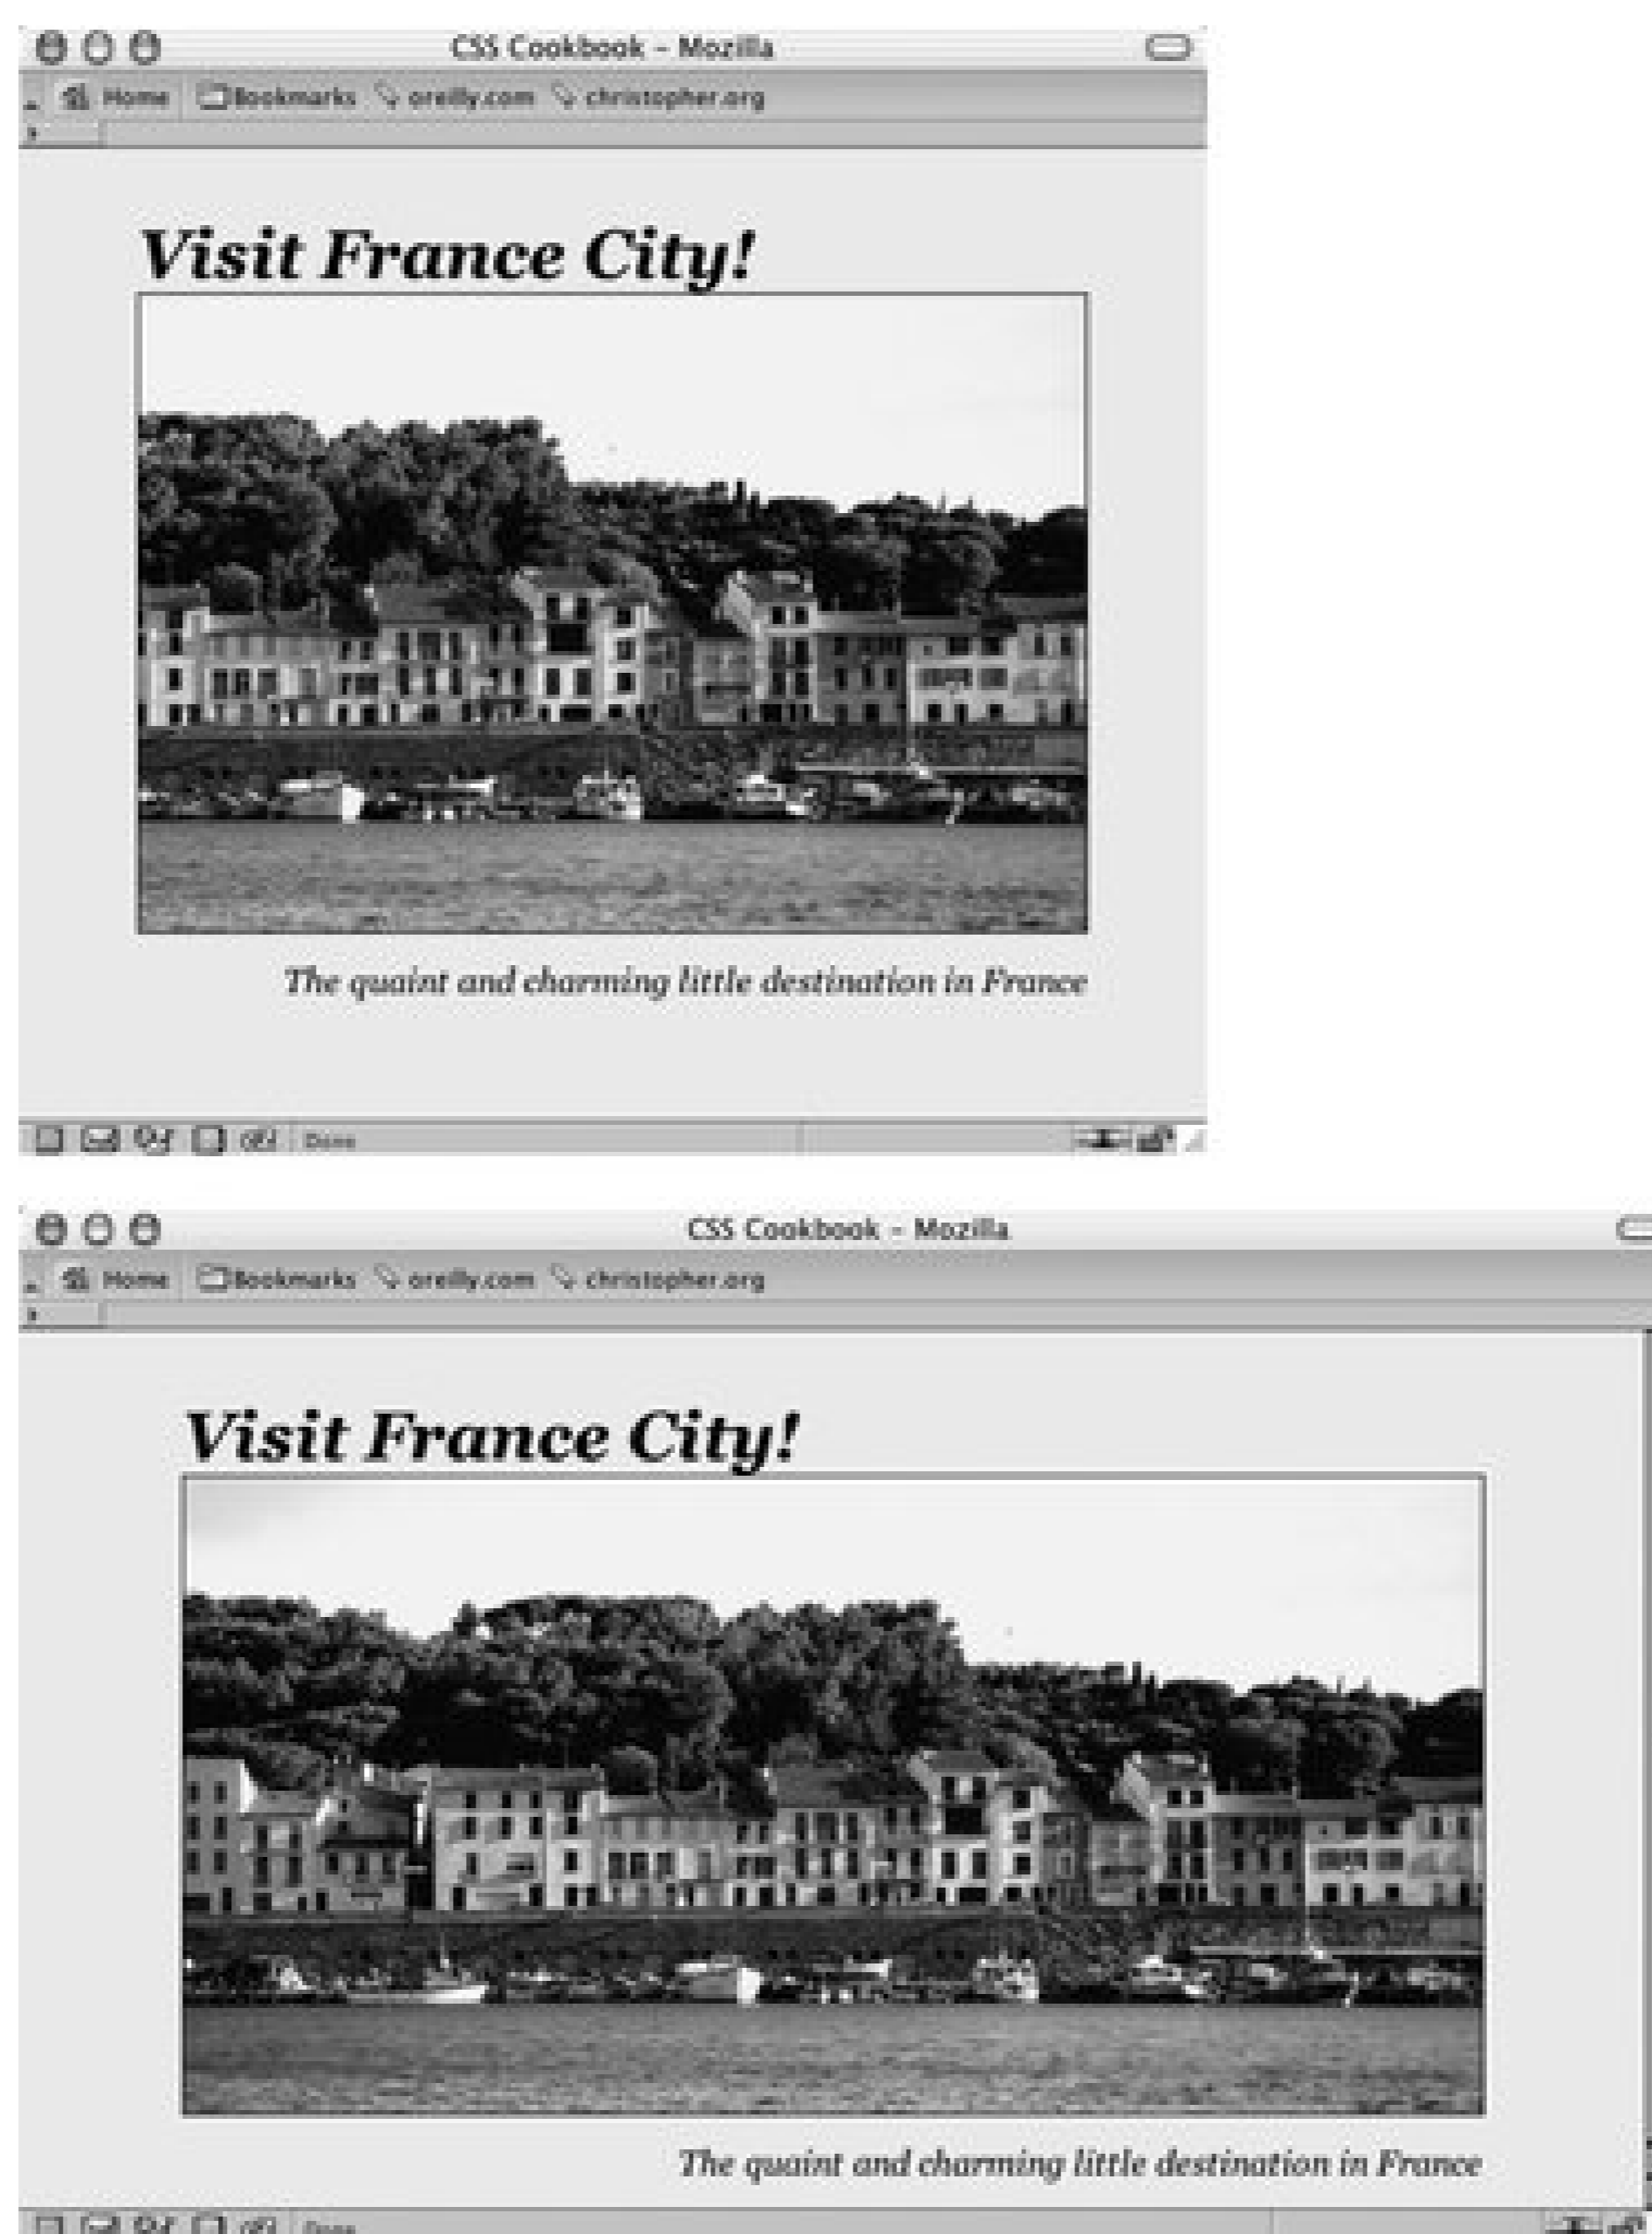 CSS Cookbook – Mozilla
Home Bookmarks oreilly.com christopher.org
Visit France City!
The quaint and charming little destination in France
Done
CSS Cookbook – Mozilla
Home Bookmarks oreilly.com christopher.org
Visit France City!
The quaint and charming little destination in France
Done